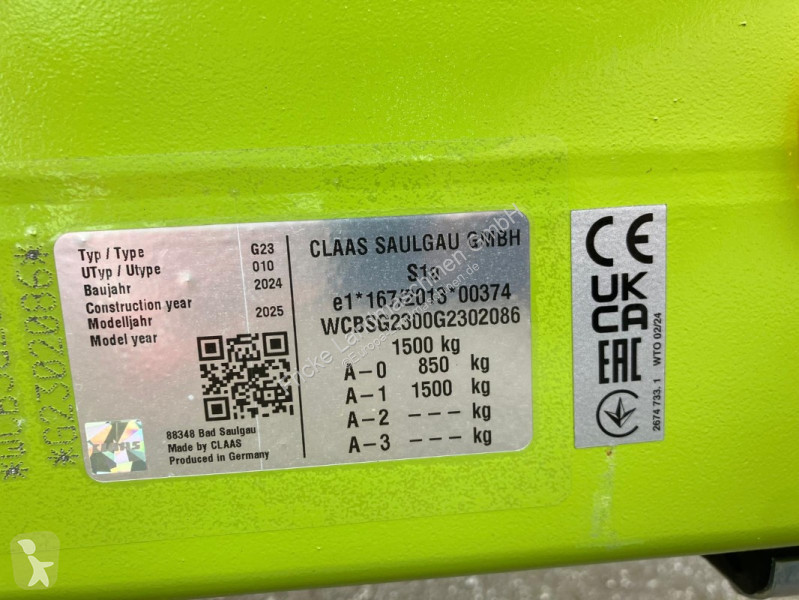 Typ / Type G23
UTyp / Utype 010
Baujahr
Construction year 2024
Modelljahr
Model year 2025
88348 Bad Saulgau
Made by CLAAS
Produced in Germany
CLAAS SAULGAU GMBH
S1a
e1*167/2013*00374
WCBSG2300G2302086
1500 kg
A-0 850 kg
A-1 1500 kg
A-2 --- kg
A-3 --- kg
CE
UK
CA
EAC
WTO 02/24
2674 733. 1
*G2302086*